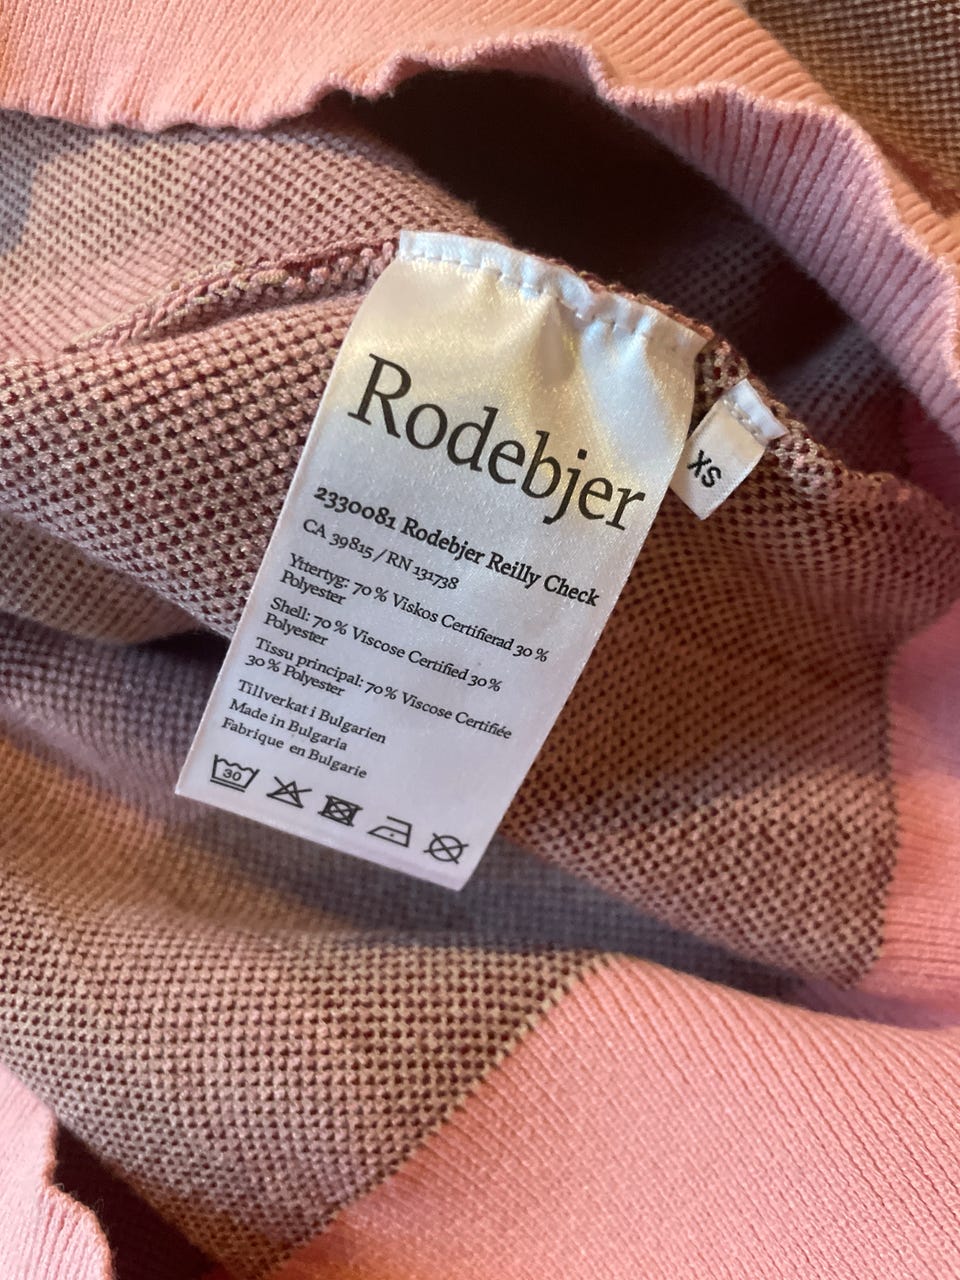 Rodebjer
2330081 Rodebjer Reilly Check
CA 39815 / RN 131738
Yttertyg: 70 % Viskos Certifierad 30 %
Polyester
Shell: 70 % Viscose Certified 30 %
Polyester
Tissu principal: 70 % Viscose Certifiée
30 % Polyester
Tillverkat i Bulgarien
Made in Bulgaria
Fabrique en Bulgarie
30
XS